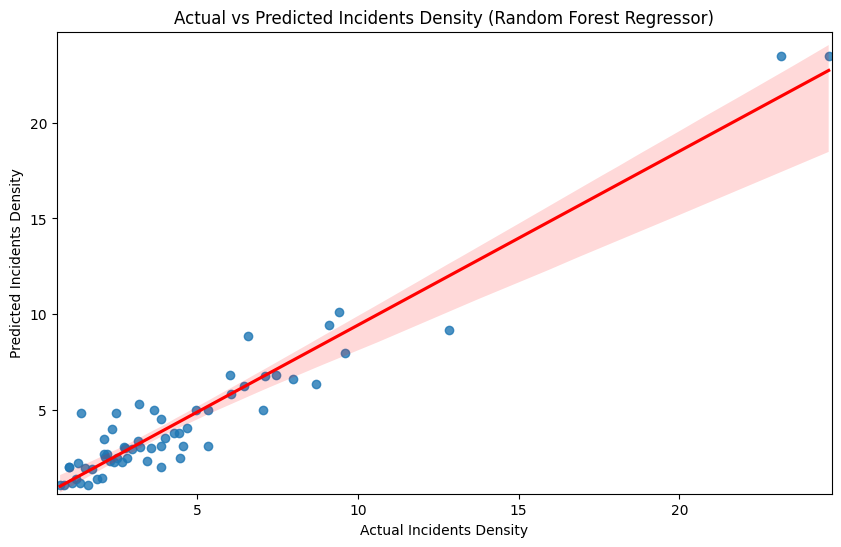 Actual vs Predicted Incidents Density (Random Forest Regressor)
20
15
10
5
Predicted Incidents Density
5 10 15 20
Actual Incidents Density